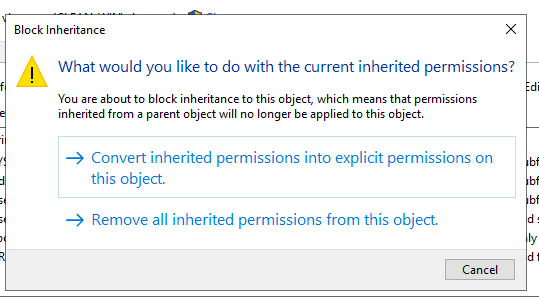 Block Inheritance
What would you like to do with the current inherited permissions?
You are about to block inheritance to this object, which means that permissions
inherited from a parent object will no longer be applied to this object.
Convert inherited permissions into explicit permissions on
this object.
Remove all inherited permissions from this object.
Cancel